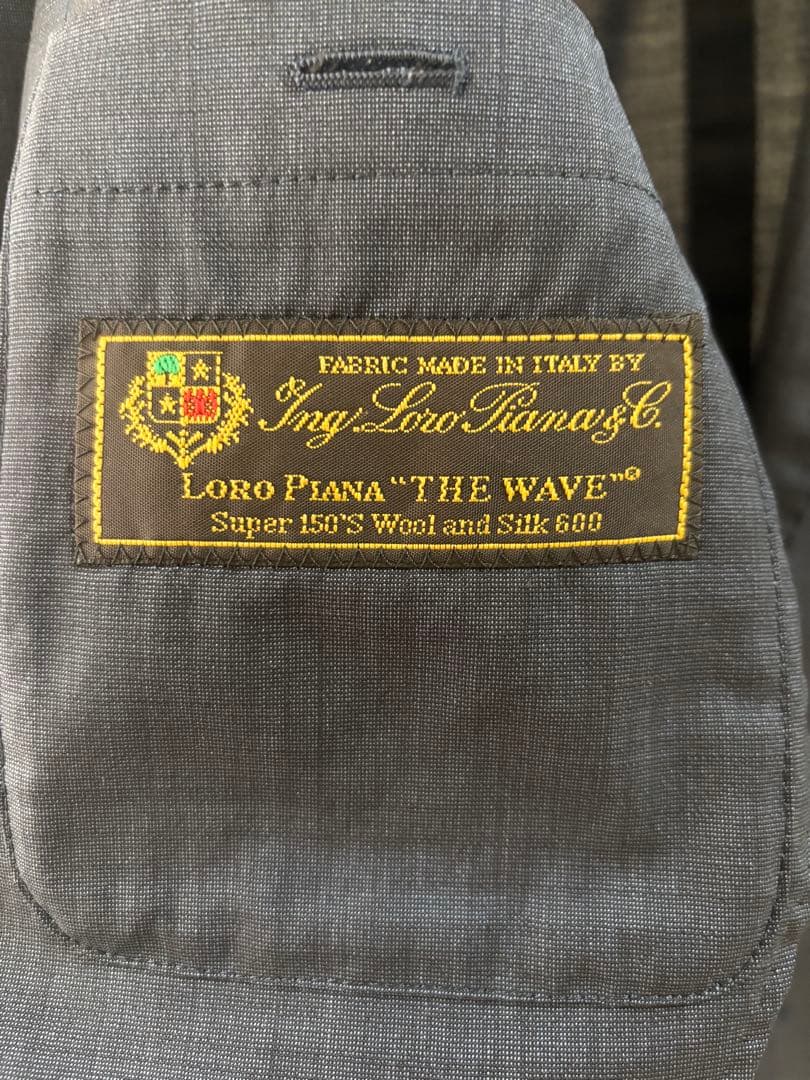 FABRIC MADE IN ITALY BY
Ing. Loro Piana & C.
LORO PIANA "THE WAVE"®
Super 150'S Wool and Silk 600